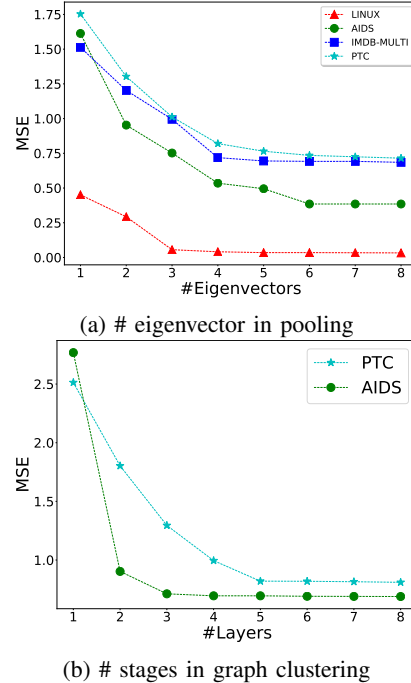 LINUX
AIDS
IMDB-MULTI
PTC
1.75
1.50
1.25
1.00
0.75
0.50
0.25
0.00
MSE
1 2 3 4 5 6 7 8
#Eigenvectors
(a) # eigenvector in pooling
PTC
AIDS
2.5
2.0
1.5
1.0
MSE
1 2 3 4 5 6 7 8
#Layers
(b) # stages in graph clustering